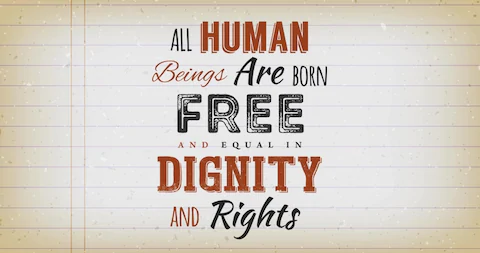 ALL HUMAN
Beings Are BORN
FREE
AND EQUAL IN
DIGNITY
AND Rights